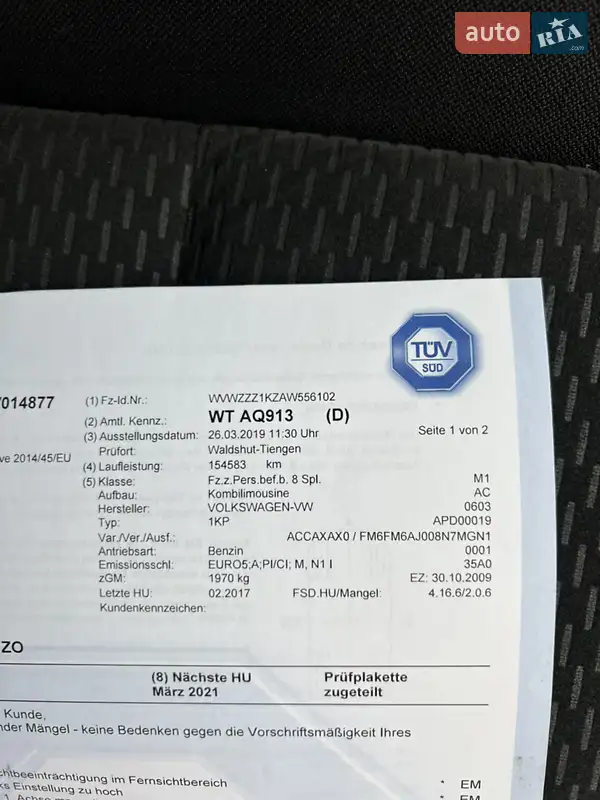 auto RIA .com
TÜV
SÜD
014877
(1) Fz-Id.Nr.: WVWZZZ1KZAW556102
(2) Amtl. Kennz.: WT AQ913 (D)
(3) Ausstellungsdatum: 26.03.2019 11:30 Uhr Seite 1 von 2
Prüfort: Waldshut-Tiengen
ve 2014/45/EU
(4) Laufleistung: 154583 km
(5) Klasse: Fz.z.Pers.bef.b. 8 Spl. M1
Aufbau: Kombilimousine AC
Hersteller: VOLKSWAGEN-VW 0603
Typ: 1KP APD00019
Var./Ver./Ausf.: ACCAXAX0 / FM6FM6AJ008N7MGN1
Antriebsart: Benzin 0001
Emissionsschl: EURO5;A;PI/CI; M, N1 I 35A0
zGM: 1970 kg EZ: 30.10.2009
Letzte HU: 02.2017 FSD.HU/Mangel: 4.16.6/2.0.6
Kundenkennzeichen:
ZO
(8) Nächste HU Prüfplakette
März 2021 zugeteilt
Kunde,
nder Mängel - keine Bedenken gegen die Vorschriftsmäßigkeit Ihres
chtbeeinträchtigung im Fernsichtbereich * EM
s Einstellung zu hoch * EM